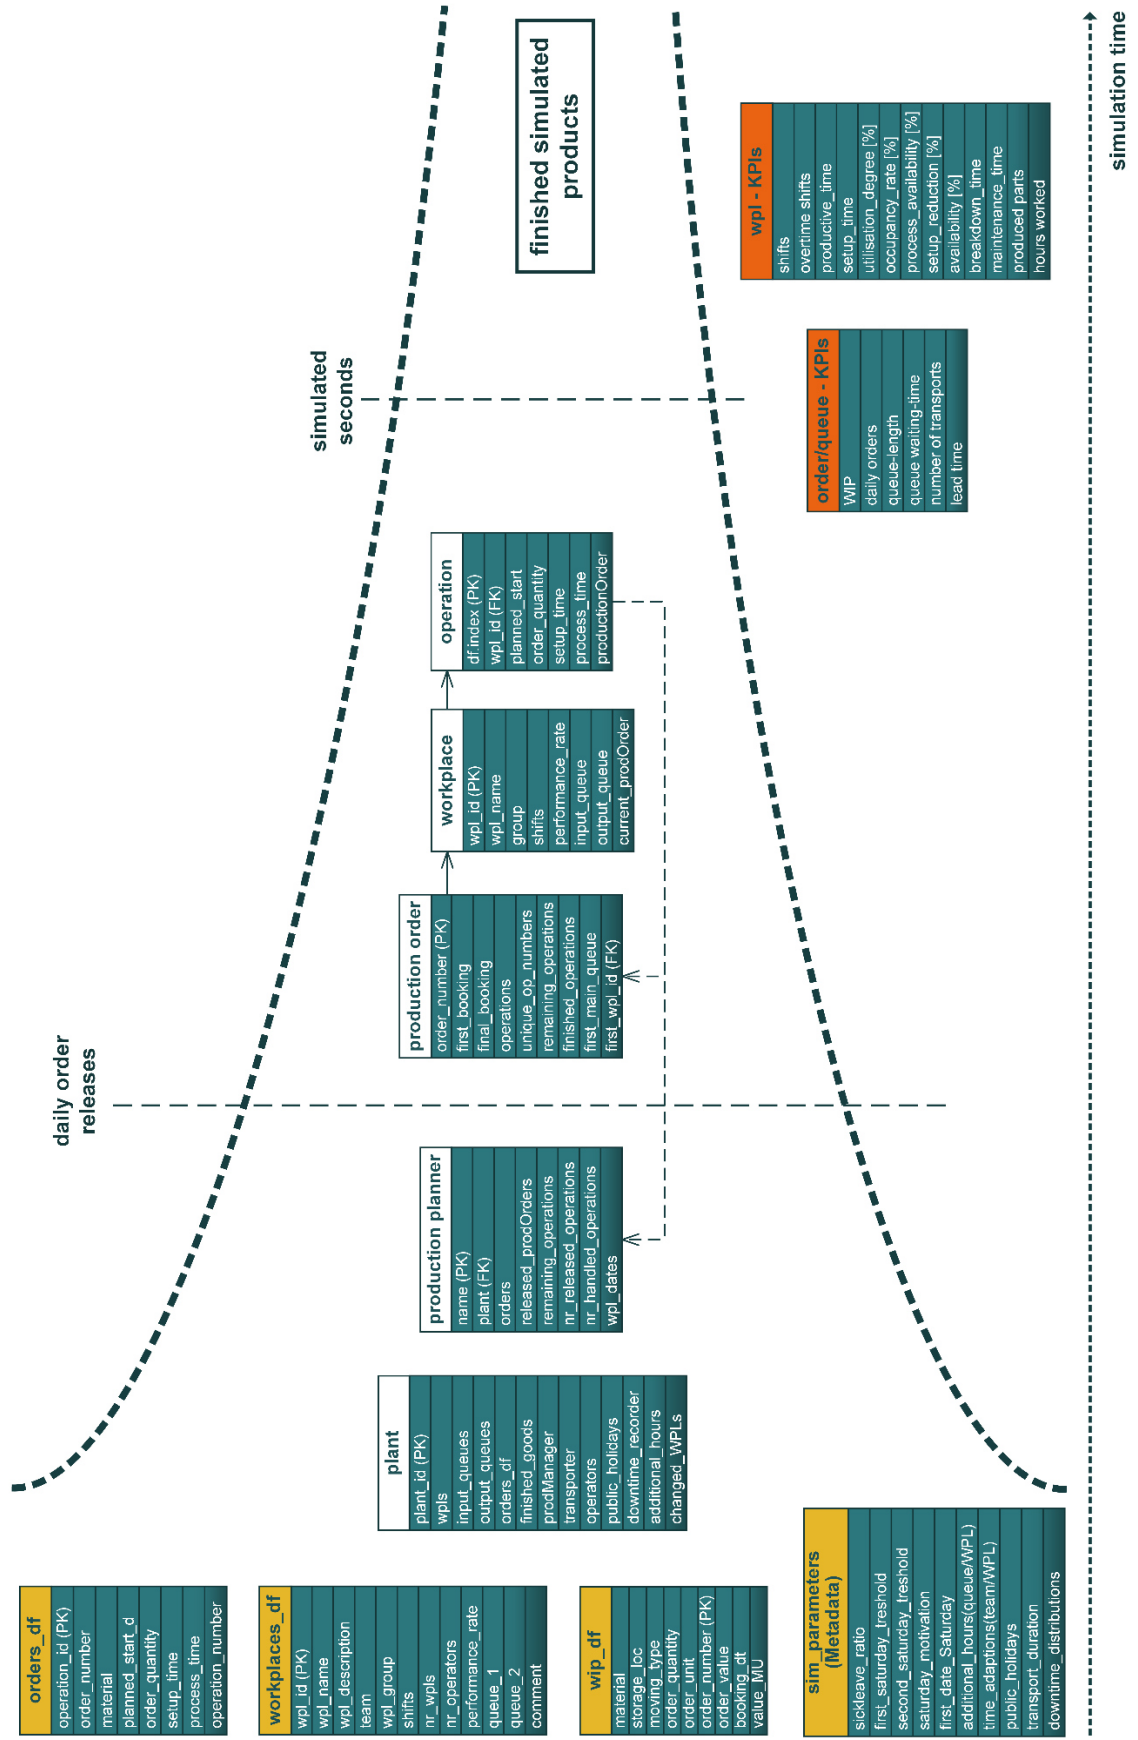 orders_df
operation_id (PK)
order_number
material
planned_start_d
order_quantity
setup_time
process_time
operation_number
workplaces_df
wpl_id (PK)
wpl_name
wpl_description
team
wpl_group
shifts
nr_wpls
nr_operators
performance_rate
queue_1
queue_2
comment
wip_df
material
storage_loc
moving_type
order_quantity
order_unit
order_number (PK)
order_value
booking_dt
value_MU
sim_parameters
(Metadata)
sickleave_ratio
first_saturday_treshold
second_saturday_treshold
saturday_motivation
first_date_Saturday
additional_hours(queue/WPL)
time_adaptions(team/WPL)
public_holidays
transport_duration
downtime_distributions
plant
plant_id (PK)
wpls
input_queues
output_queues
orders_df
finished_goods
prodManager
transporter
operators
public_holidays
downtime_recorder
additional_hours
changed_WPLs
production planner
name (PK)
plant (FK)
orders
released_prodOrders
remaining_operations
nr_released_operations
nr_handled_operations
wpl_dates
daily order
releases
production order
order_number (PK)
first_booking
final_booking
operations
unique_op_numbers
remaining_operations
finished_operations
first_main_queue
first_wpl_id (FK)
workplace
wpl_id (PK)
wpl_name
group
shifts
performance_rate
input_queue
output_queue
current_prodOrder
operation
df.index (PK)
wpl_id (FK)
planned_start
order_quantity
setup_time
process_time
productionOrder
simulated
seconds
finished simulated
products
order/queue - KPIs
WIP
daily orders
queue-length
queue waiting-time
number of transports
lead time
wpl - KPIs
shifts
overtime shifts
productive_time
setup_time
utilisation_degree [%]
occupancy_rate [%]
process_availability [%]
setup_reduction [%]
availability [%]
breakdown_time
maintenance_time
produced parts
hours worked
simulation time